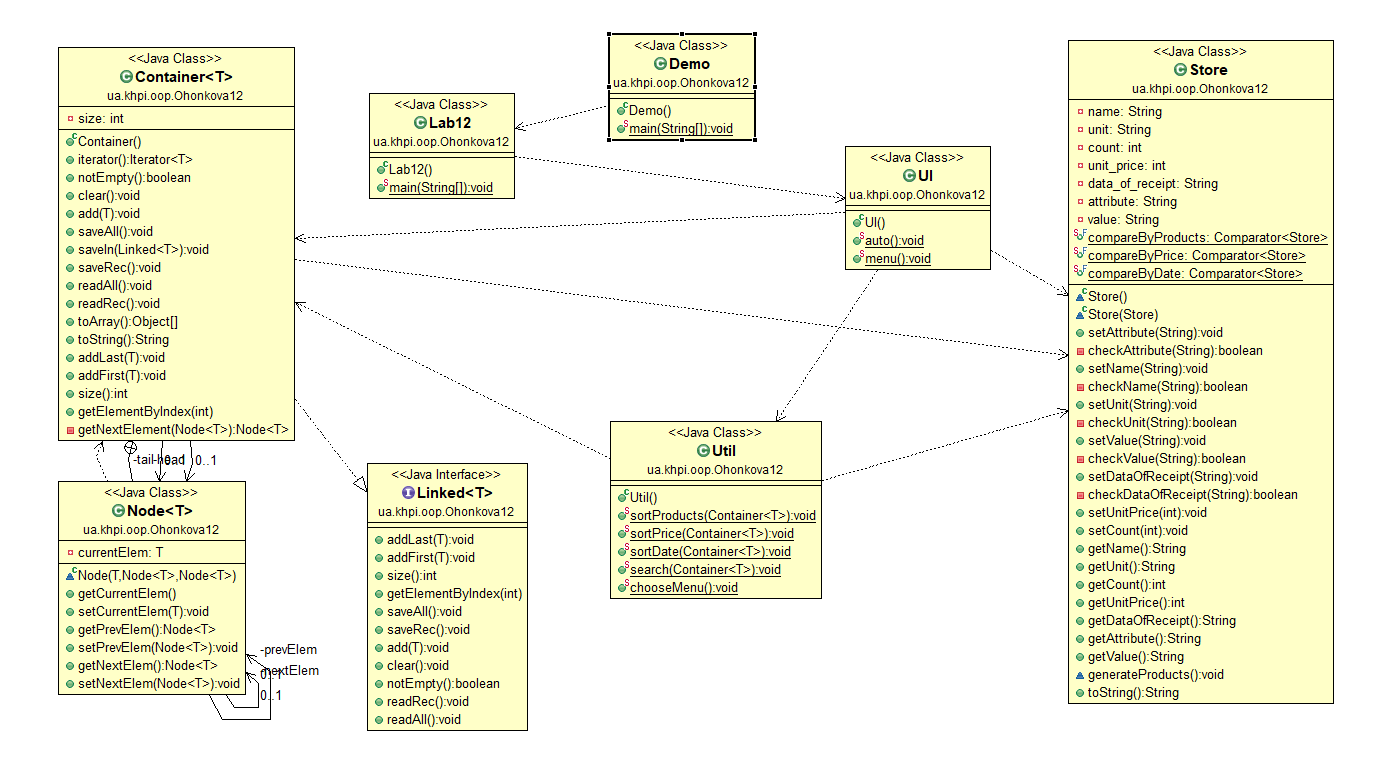 <<Java Class>>
Container<T>
ua.khpi.oop.Ohonkova12
size: int
Container()
iterator():Iterator<T>
notEmpty():boolean
clear():void
add(T):void
saveAll():void
saveIn(Linked<T>):void
saveRec():void
readAll():void
readRec():void
toArray():Object[]
toString():String
addLast(T):void
addFirst(T):void
size():int
getElementByIndex(int)
getNextElement(Node<T>):Node<T>
-tail
-head
0..1
0..1
<<Java Class>>
Node<T>
ua.khpi.oop.Ohonkova12
currentElem: T
Node(T,Node<T>,Node<T>)
getCurrentElem()
setCurrentElem(T):void
getPrevElem():Node<T>
setPrevElem(Node<T>):void
getNextElem():Node<T>
setNextElem(Node<T>):void
-prevElem
-nextElem
0..1
0..1
<<Java Class>>
Lab12
ua.khpi.oop.Ohonkova12
Lab12()
main(String[]):void
<<Java Interface>>
Linked<T>
ua.khpi.oop.Ohonkova12
addLast(T):void
addFirst(T):void
size():int
getElementByIndex(int)
saveAll():void
saveRec():void
add(T):void
clear():void
notEmpty():boolean
readRec():void
readAll():void
<<Java Class>>
Demo
ua.khpi.oop.Ohonkova12
Demo()
main(String[]):void
<<Java Class>>
UI
ua.khpi.oop.Ohonkova12
UI()
auto():void
menu():void
<<Java Class>>
Util
ua.khpi.oop.Ohonkova12
Util()
sortProducts(Container<T>):void
sortPrice(Container<T>):void
sortDate(Container<T>):void
search(Container<T>):void
chooseMenu():void
<<Java Class>>
Store
ua.khpi.oop.Ohonkova12
name: String
unit: String
count: int
unit_price: int
data_of_receipt: String
attribute: String
value: String
compareByProducts: Comparator<Store>
compareByPrice: Comparator<Store>
compareByDate: Comparator<Store>
Store()
Store(Store)
setAttribute(String):void
checkAttribute(String):boolean
setName(String):void
checkName(String):boolean
setUnit(String):void
checkUnit(String):boolean
setValue(String):void
checkValue(String):boolean
setDataOfReceipt(String):void
checkDataOfReceipt(String):boolean
setUnitPrice(int):void
setCount(int):void
getName():String
getUnit():String
getCount():int
getUnitPrice():int
getDataOfReceipt():String
getAttribute():String
getValue():String
generateProducts():void
toString():String